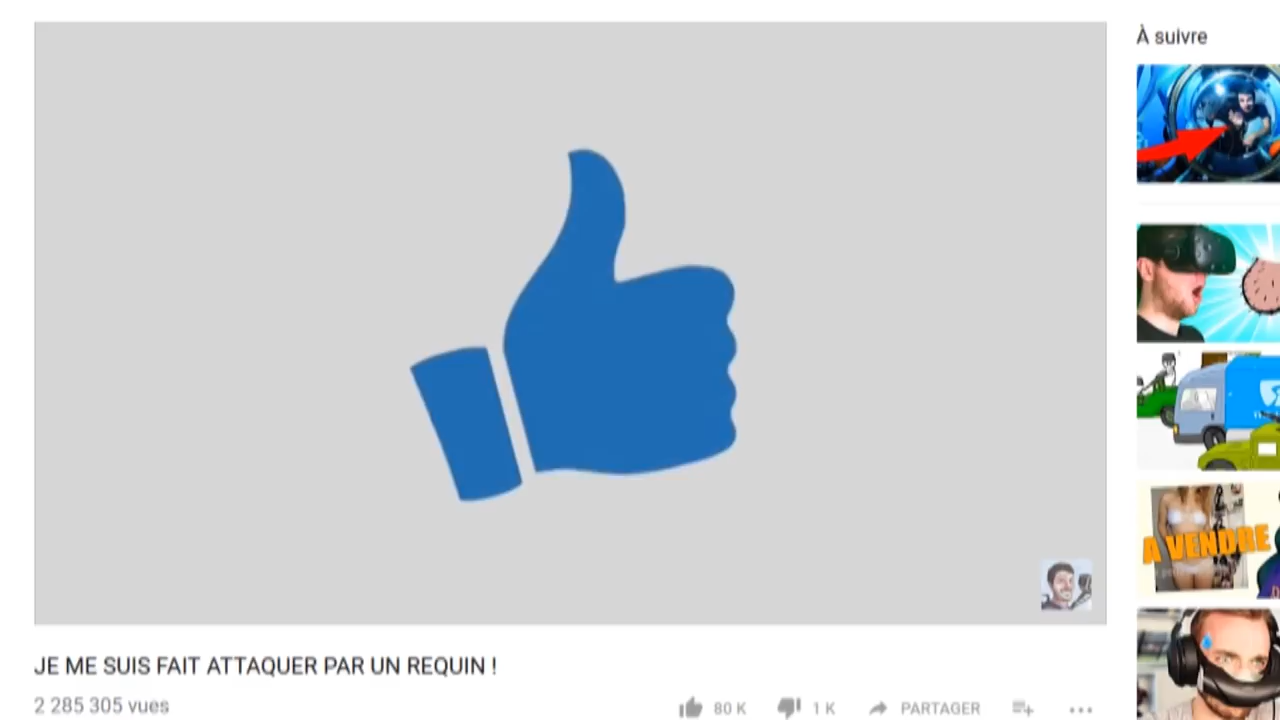 À suivre
A VENDRE
JE ME SUIS FAIT ATTAQUER PAR UN REQUIN !
2 285 305 vues
80 K
1 K
PARTAGER